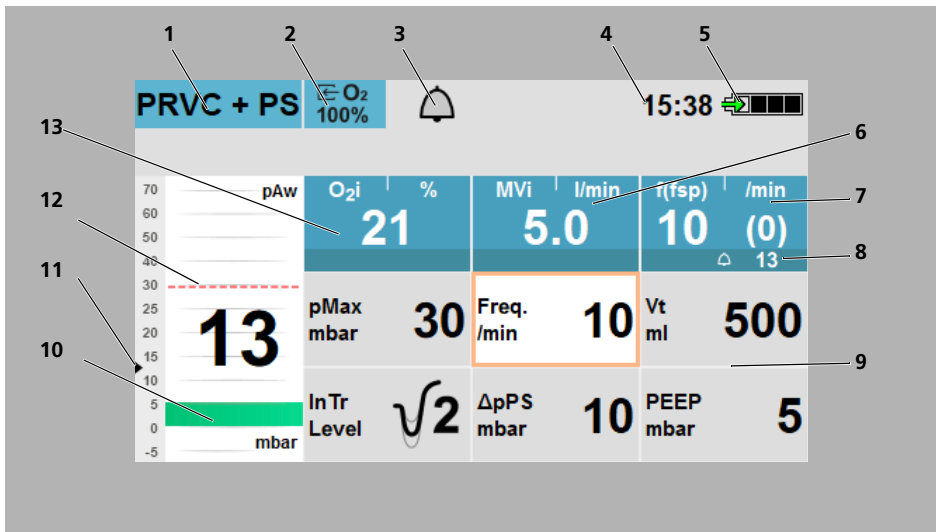 1 2 3 4 5
PRVC + PS O₂ 100% 15:38
13 6
70 pAw O₂i % MVi l/min f(fsp) /min
12 60 21 5.0 10 (0) 7
50
40 13 8
11 30
25 pMax mbar 30 Freq. /min 10 Vt ml 500
20 13
15 9
10 10
5 InTr Level 2 ΔpPS mbar 10 PEEP mbar 5
0
-5 mbar